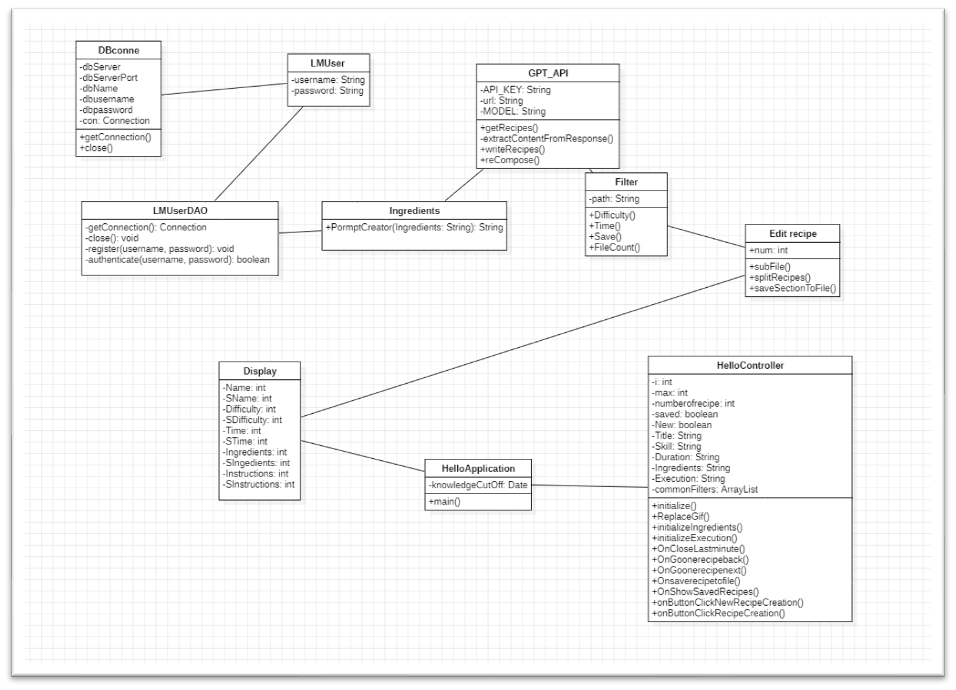 DBconne
-dbServer
-dbServerPort
-dbName
-dbusername
-dbpassword
-con: Connection
+getConnection()
+close()
LMUser
-username: String
-password: String
GPT_API
-API_KEY: String
-url: String
-MODEL: String
+getRecipes()
-extractContentFromResponse()
+writeRecipes()
+reCompose()
LMUserDAO
-getConnection(): Connection
-close(): void
-register(username, password): void
-authenticate(username, password): boolean
Ingredients
+PormptCreator(Ingredients: String): String
Filter
-path: String
+Difficulty()
+Time()
+Save()
+FileCount()
Edit recipe
+num: int
+subFile()
+splitRecipes()
+saveSectionToFile()
Display
-Name: int
-SName: int
-Difficulty: int
-SDifficulty: int
-Time: int
-STime: int
-Ingredients: int
-SIngedients: int
-Instructions: int
-SInstructions: int
HelloApplication
-knowledgeCutOff: Date
+main()
HelloController
-i: int
-max: int
-numberofrecipe: int
-saved: boolean
-New: boolean
-Title: String
-Skill: String
-Duration: String
-Ingredients: String
-Execution: String
-commonFilters: ArrayList
+initialize()
+ReplaceGif()
+initializeIngredients()
+initializeExecution()
+OnCloseLastminute()
+OnGoonerecipeback()
+OnGoonerecipenext()
+Onsaverecipetofile()
+OnShowSavedRecipes()
+onButtonClickNewRecipeCreation()
+onButtonClickRecipeCreation()